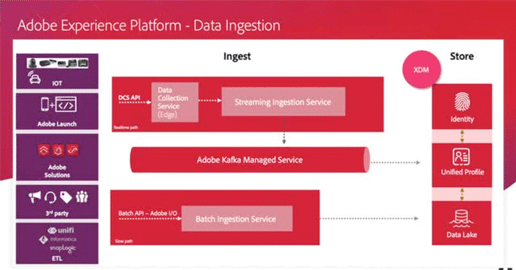 Adobe Experience Platform - Data Ingestion
Ingest
Store
XDM
IOT
Adobe Launch
Adobe
Solutions
3rd party
unifi
informatica
snaplogic
ETL
DCS API
Data
Collection
Service
(Edge)
Streaming Ingestion Service
Realtime path
Adobe Kafka Managed Service
Batch API – Adobe I/O
Batch Ingestion Service
Slow path
Identity
Unified Profile
Data Lake